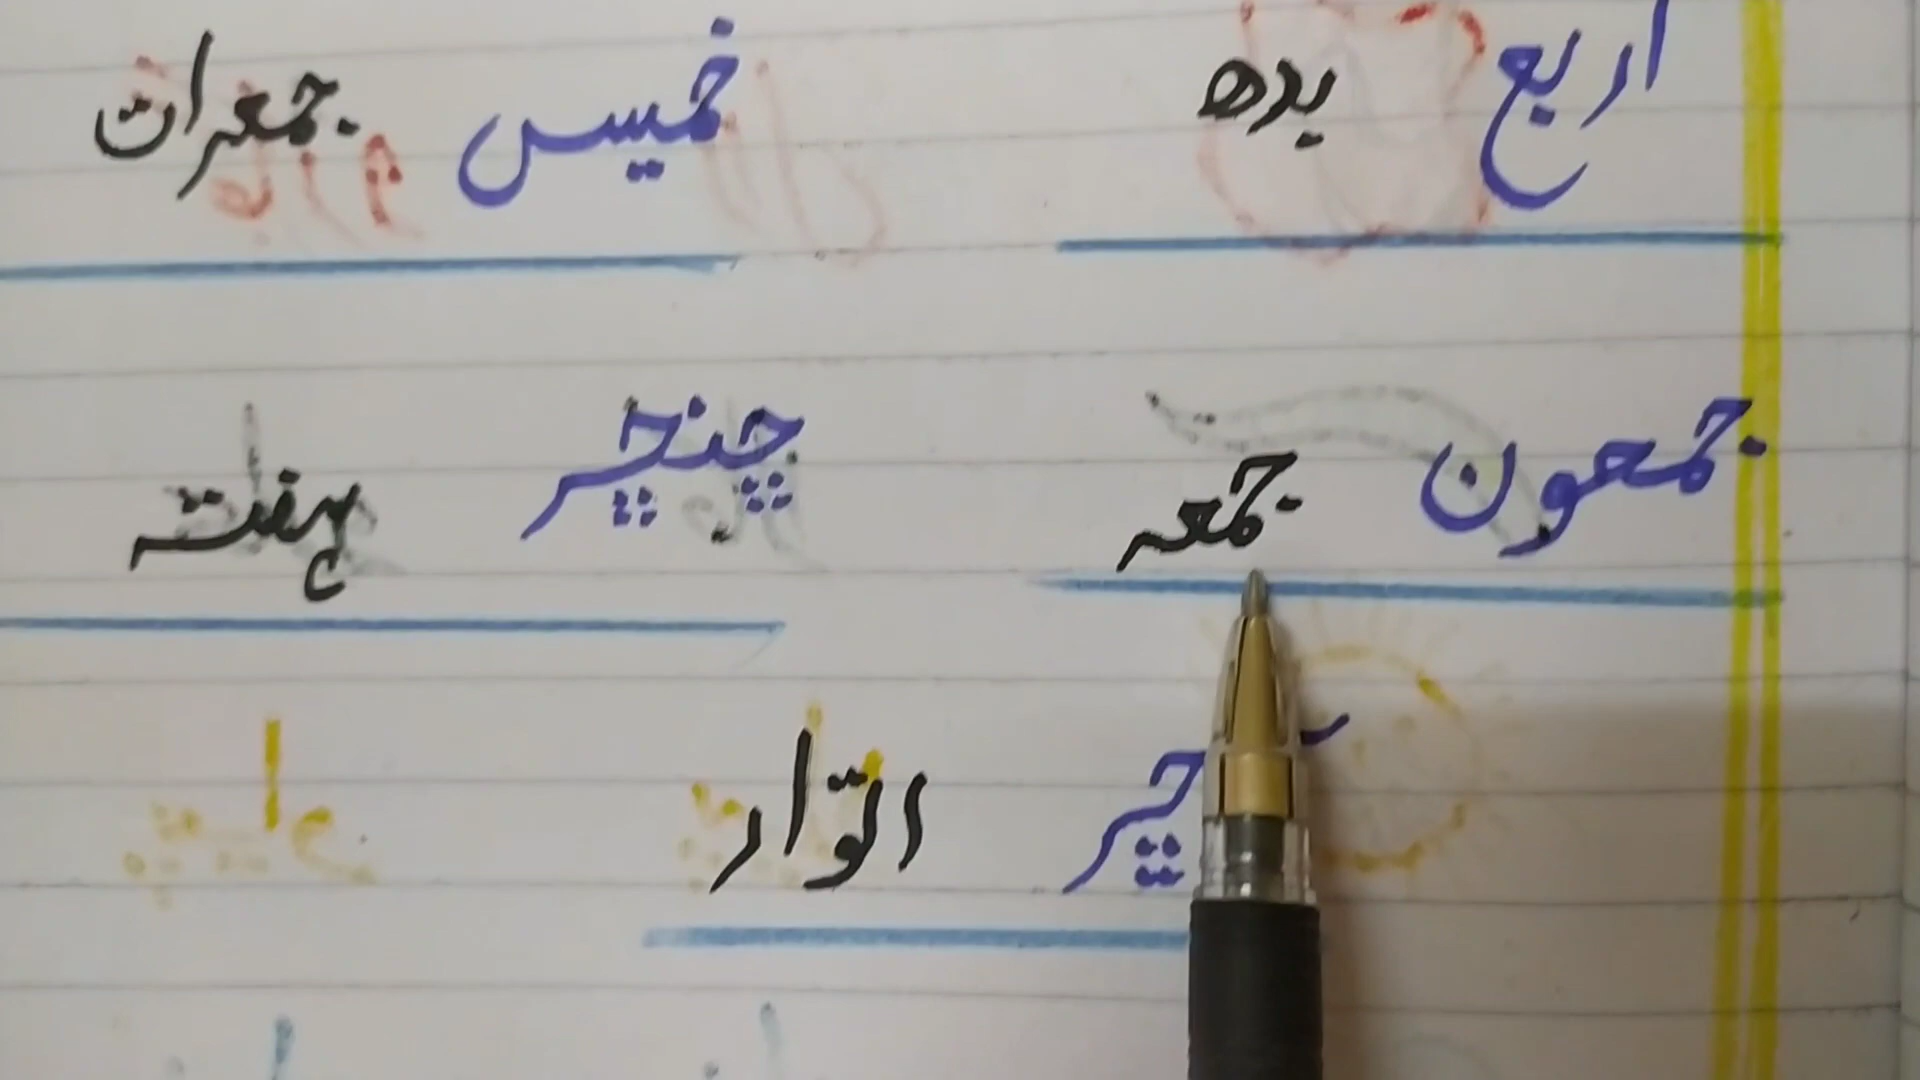 اربع بدھ خمیس جمعرات
جمعون جمعہ چنچر ہفتہ
اتوار